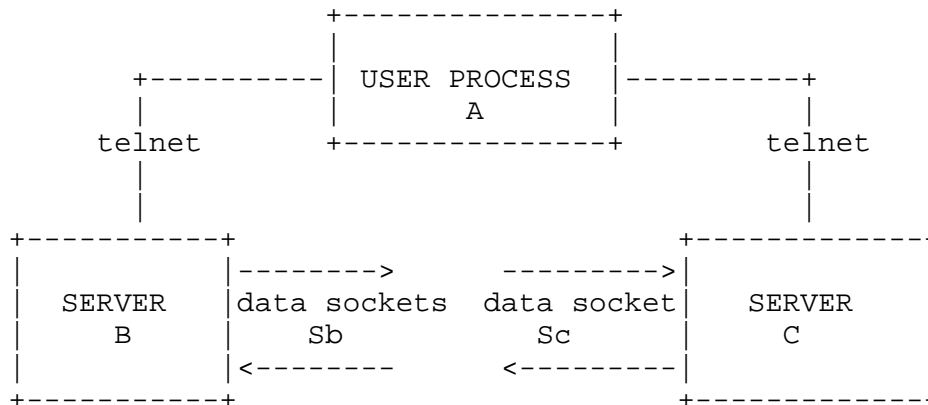 USER PROCESS
A
telnet telnet
data sockets data socket
SERVER SERVER
B Sb Sc C